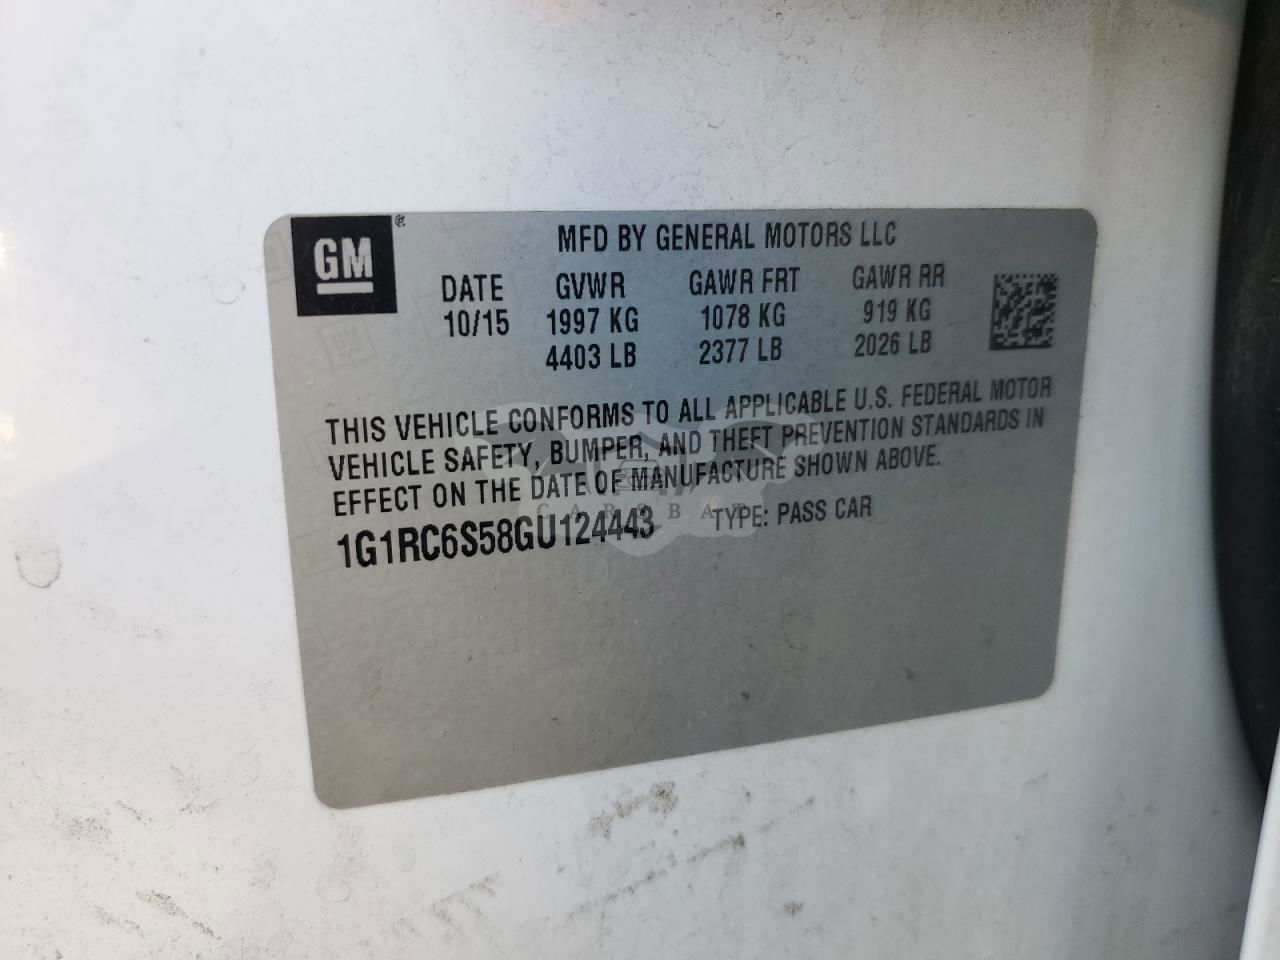 GM ®
MFD BY GENERAL MOTORS LLC
DATE GVWR GAWR FRT GAWR RR
10/15 1997 KG 1078 KG 919 KG
4403 LB 2377 LB 2026 LB
THIS VEHICLE CONFORMS TO ALL APPLICABLE U.S. FEDERAL MOTOR
VEHICLE SAFETY, BUMPER, AND THEFT PREVENTION STANDARDS IN
EFFECT ON THE DATE OF MANUFACTURE SHOWN ABOVE.
CAROBAT
1G1RC6S58GU124443 TYPE: PASS CAR